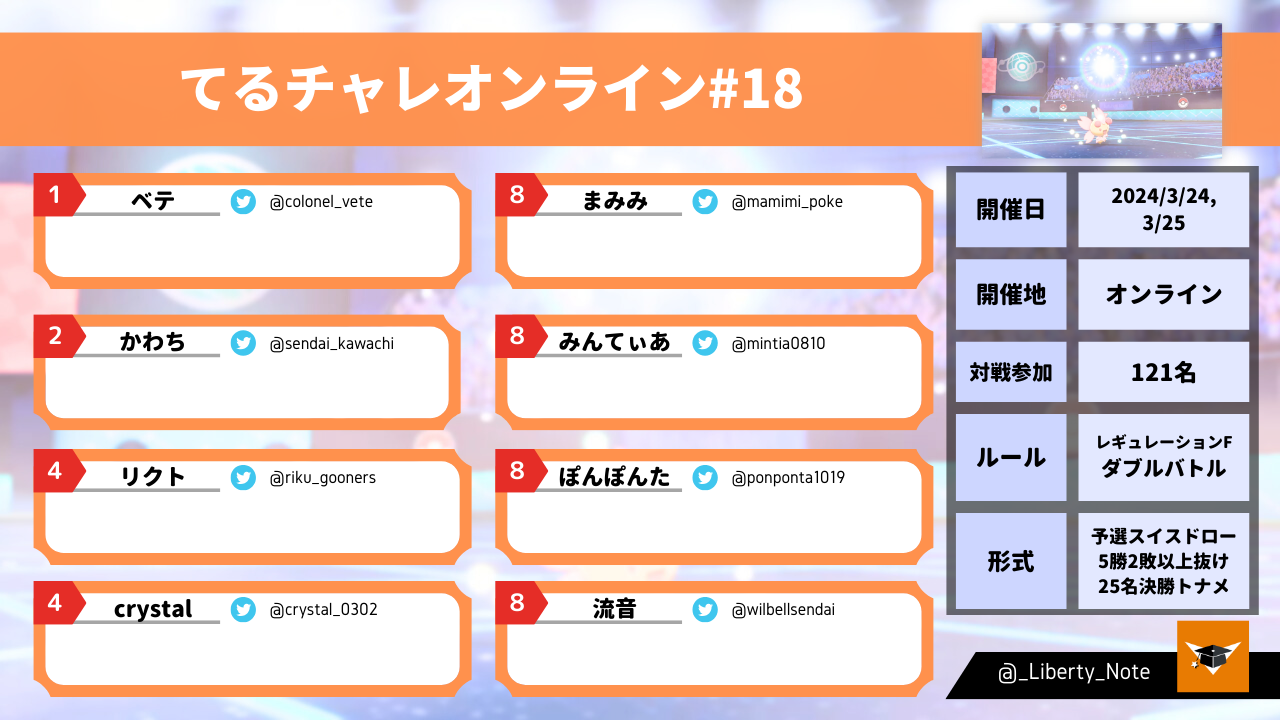 てるチャレオンライン#18
1
ベテ
@colonel_vete
2
かわち
@sendai_kawachi
4
リクト
@riku_gooners
4
crystal
@crystal_0302
8
まみみ
@mamimi_poke
8
みんてぃあ
@mintia0810
8
ぽんぽんた
@ponponta1019
8
流音
@wilbellsendai
開催日
2024/3/24,
3/25
開催地
オンライン
対戦参加
121名
ルール
レギュレーションF
ダブルバトル
形式
予選スイスドロー
5勝2敗以上抜け
25名決勝トナメ
@_Liberty_Note